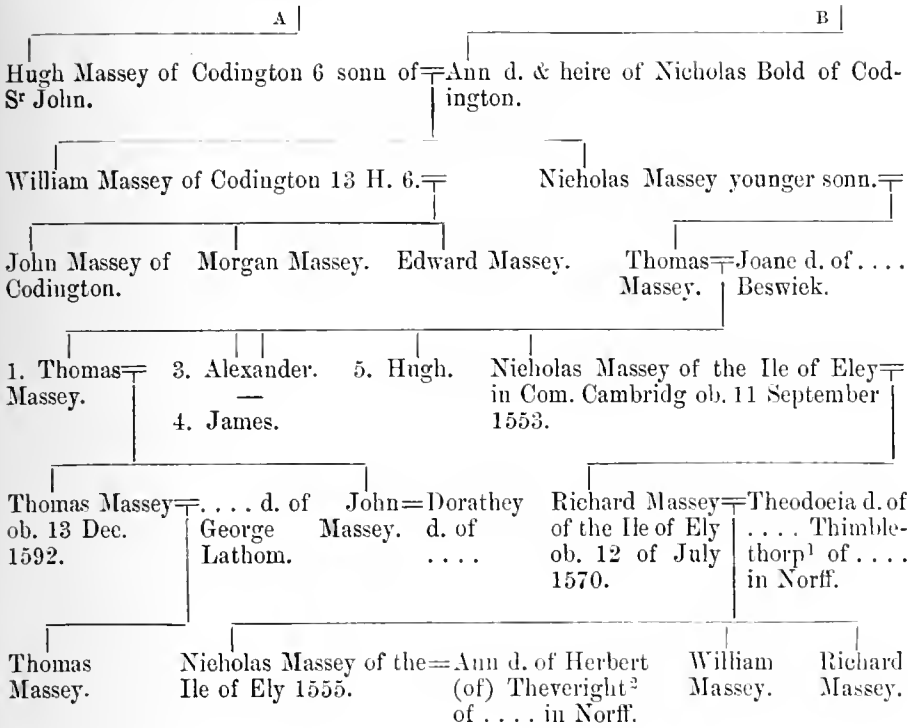 A B
Hugh Massey of Codington 6 sonn of=Ann d. & heire of Nicholas Bold of Cod-
Sr John. ington.
William Massey of Codington 13 H. 6.= Nicholas Massey younger sonn.=
John Massey of Morgan Massey. Edward Massey. Thomas=Joane d. of . . . .
Codington. Massey. Beswick.
1. Thomas= 3. Alexander. 5. Hugh. Nicholas Massey of the Ile of Eley=
Massey. — in Com. Cambridg ob. 11 September
4. James. 1553.
Thomas Massey=. . . . d. of John=Dorathey Richard Massey=Theodocia d. of
ob. 13 Dec. George Massey. d. of of the Ile of Ely . . . . Thimble-
1592. Lathom. . . . . ob. 12 of July thorp1 of . . . .
1570. in Norff.
Thomas Nicholas Massey of the=Ann d. of Herbert William Richard
Massey. Ile of Ely 1555. (of) Theveright2 Massey. Massey.
of . . . . in Norff.